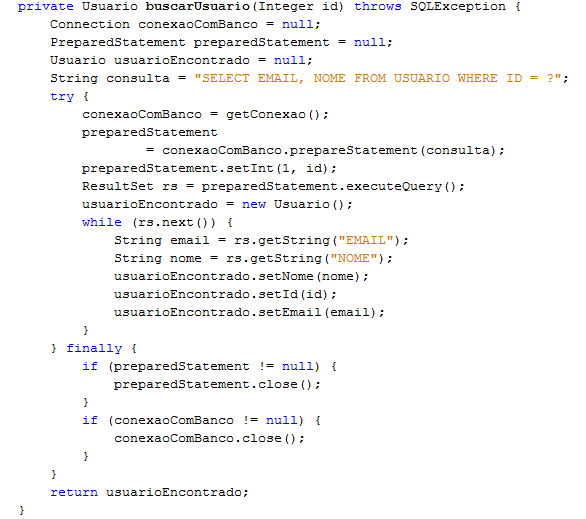 private Usuario buscarUsuario(Integer id) throws SQLException {
    Connection conexaoComBanco = null;
    PreparedStatement preparedStatement = null;
    Usuario usuarioEncontrado = null;
    String consulta = "SELECT EMAIL, NOME FROM USUARIO WHERE ID = ?";
    try {
        conexaoComBanco = getConexao();
        preparedStatement
                = conexaoComBanco.prepareStatement(consulta);
        preparedStatement.setInt(1, id);
        ResultSet rs = preparedStatement.executeQuery();
        usuarioEncontrado = new Usuario();
        while (rs.next()) {
            String email = rs.getString("EMAIL");
            String nome = rs.getString("NOME");
            usuarioEncontrado.setNome(nome);
            usuarioEncontrado.setId(id);
            usuarioEncontrado.setEmail(email);
        }
    } finally {
        if (preparedStatement != null) {
            preparedStatement.close();
        }
        if (conexaoComBanco != null) {
            conexaoComBanco.close();
        }
    }
    return usuarioEncontrado;
}